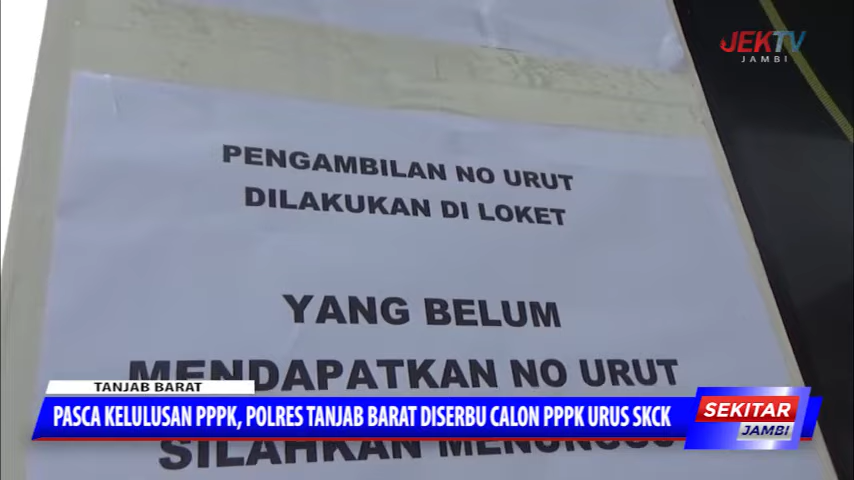 JEKTV
JAMBI
PENGAMBILAN NO URUT
DILAKUKAN DI LOKET
YANG BELUM
MENDAPATKAN NO URUT
SILAHKAN
TANJAB BARAT
PASCA KELULUSAN PPPK, POLRES TANJAB BARAT DISERBU CALON PPPK URUS SKCK
SEKITAR
JAMBI